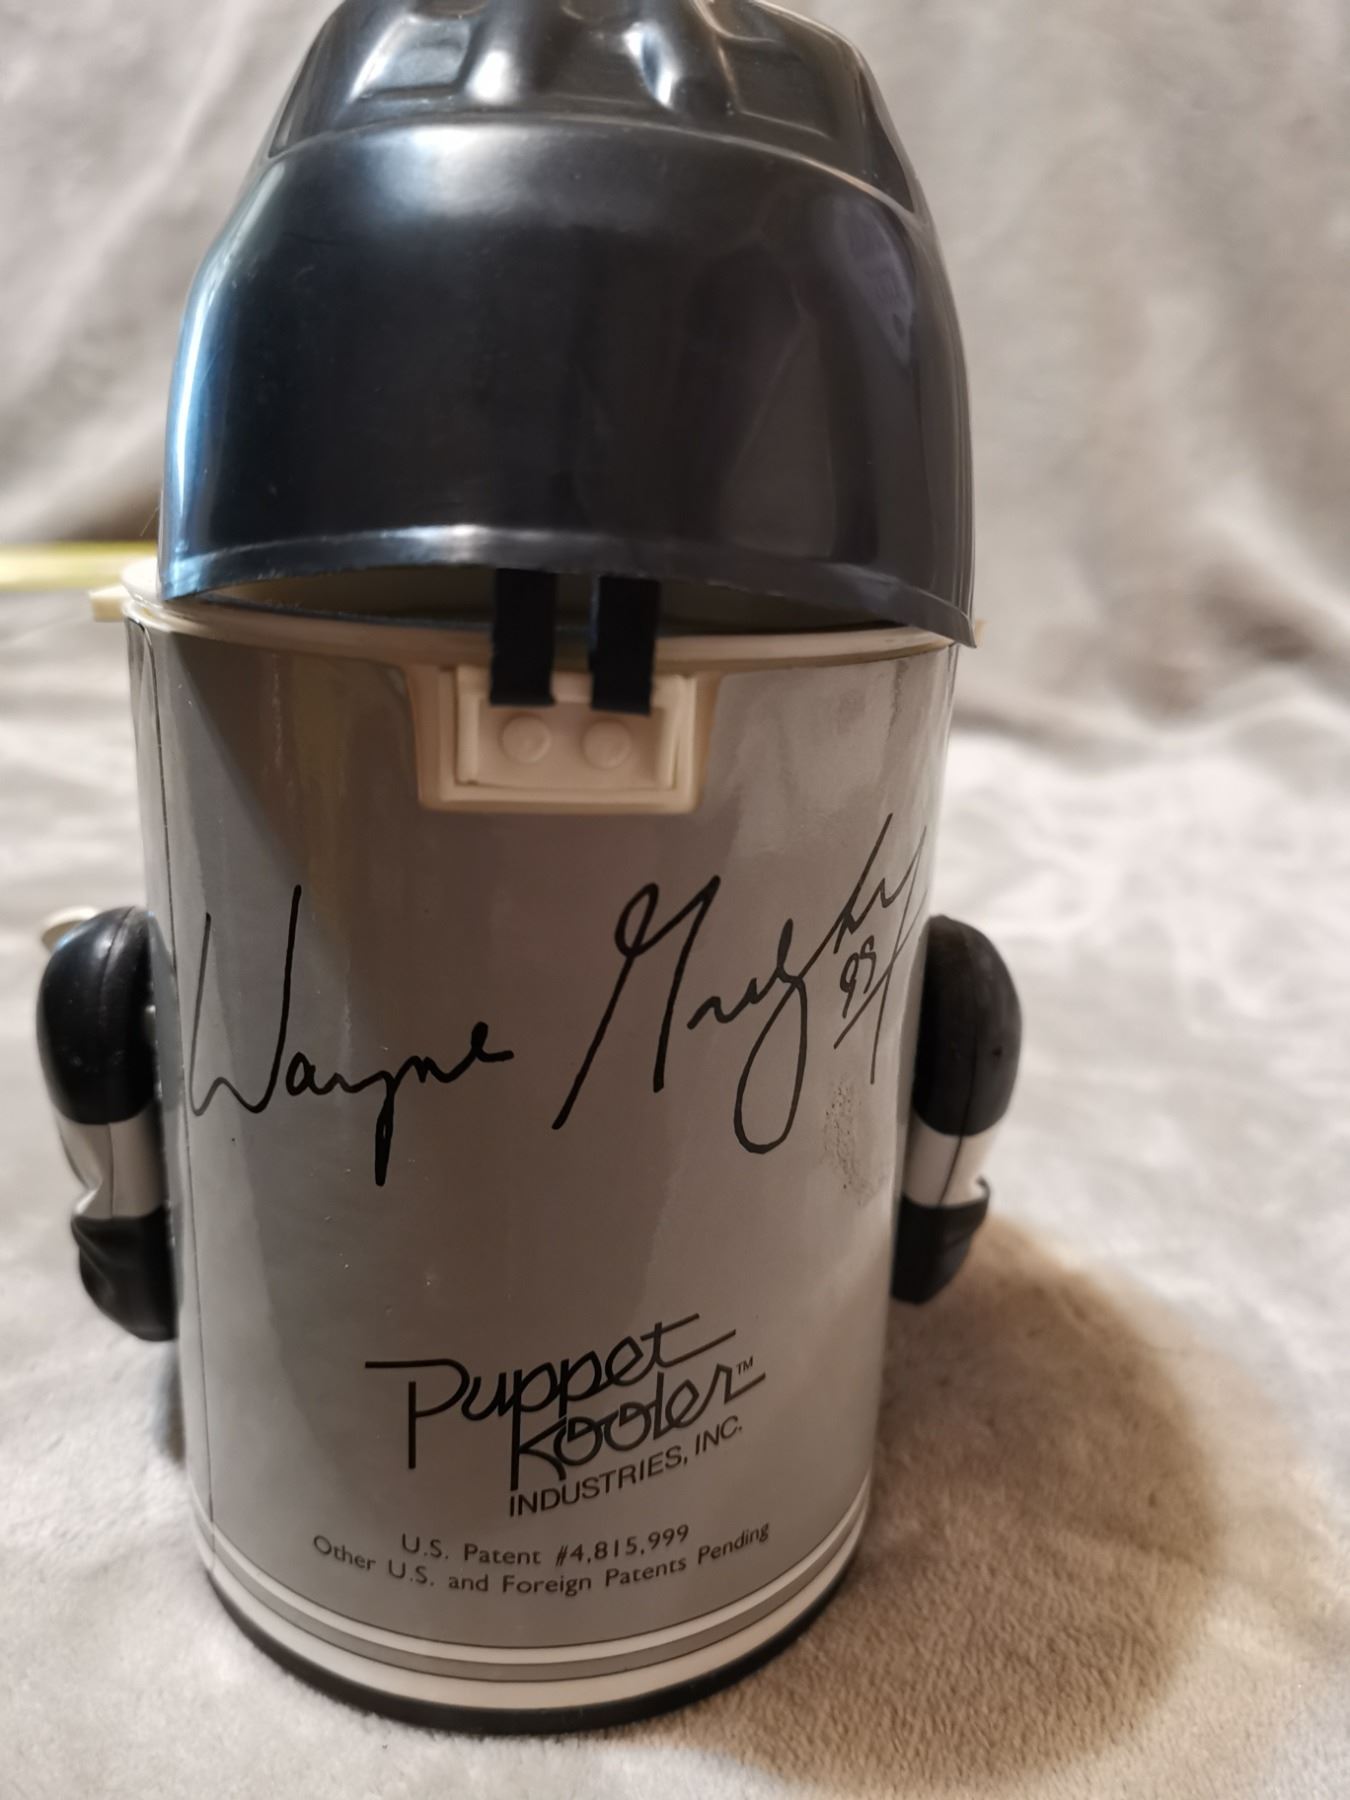 Wayne Gretzky
99
Puppet
Kooler™
INDUSTRIES, INC.
U.S. Patent #4,815,999
Other U.S. and Foreign Patents Pending